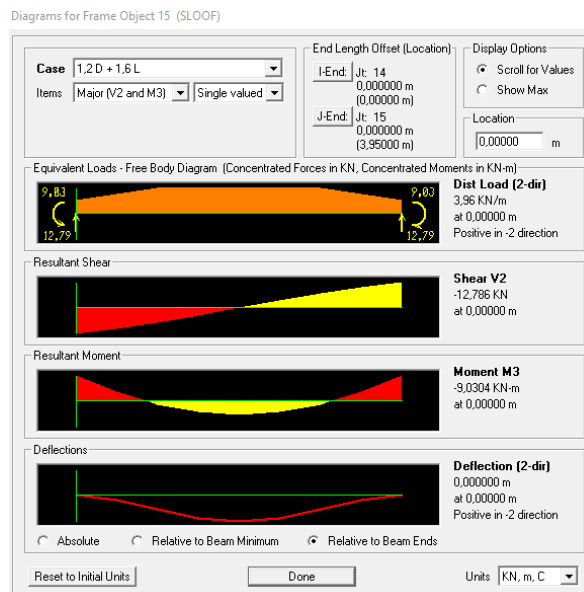 Diagrams for Frame Object 15 (SLOOF)
Case 1,2 D + 1,6 L
Items Major (V2 and M3) Single valued
End Length Offset (Location)
I-End: Jt: 14
0,000000 m
(0,00000 m)
J-End: Jt: 15
0,000000 m
(3,95000 m)
Display Options
Scroll for Values
Show Max
Location
0,00000 m
Equivalent Loads - Free Body Diagram (Concentrated Forces in KN, Concentrated Moments in KN-m)
9,03
12,79
9,03
12,79
Dist Load (2-dir)
3,96 KN/m
at 0,00000 m
Positive in -2 direction
Resultant Shear
Shear V2
-12,786 KN
at 0,00000 m
Resultant Moment
Moment M3
-9,0304 KN-m
at 0,00000 m
Deflections
Deflection (2-dir)
0,000000 m
at 0,00000 m
Positive in -2 direction
Absolute Relative to Beam Minimum Relative to Beam Ends
Reset to Initial Units Done Units KN, m, C